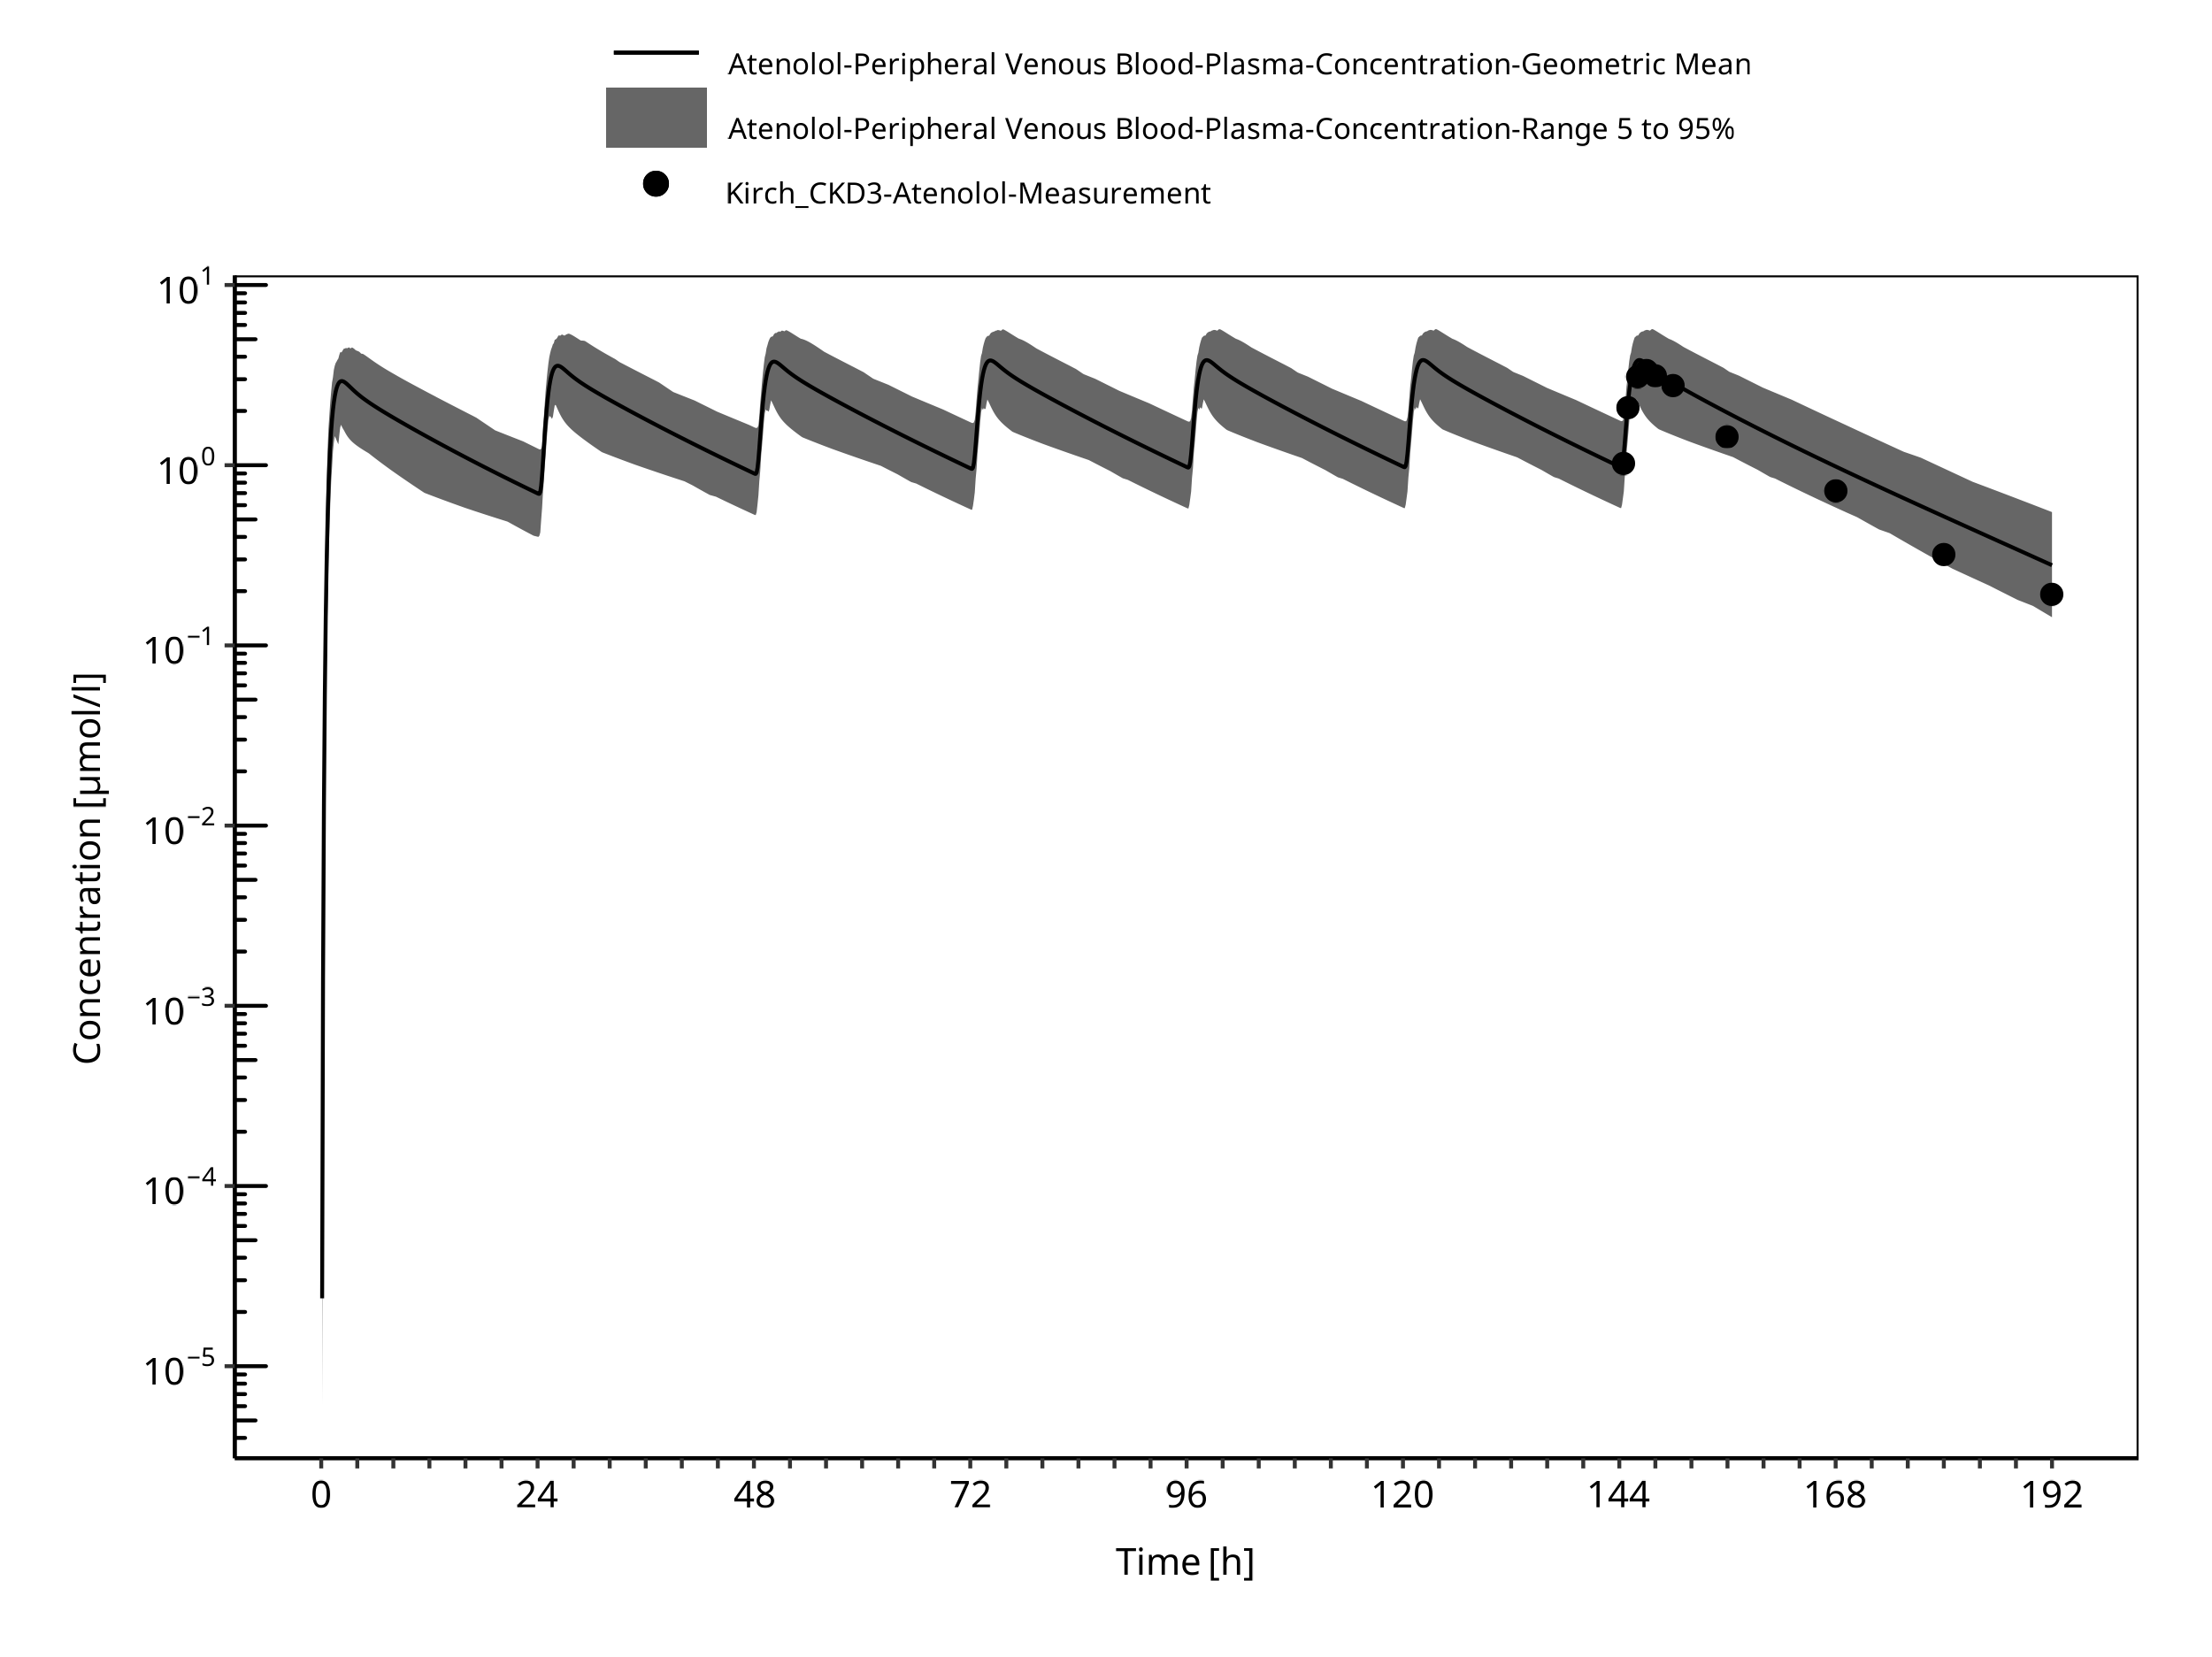 Atenolol-Peripheral Venous Blood-Plasma-Concentration-Geometric Mean
Atenolol-Peripheral Venous Blood-Plasma-Concentration-Range 5 to 95%
Kirch_CKD3-Atenolol-Measurement
10¹
10⁰
10⁻¹
10⁻²
10⁻³
10⁻⁴
10⁻⁵
Concentration [µmol/l]
0 24 48 72 96 120 144 168 192
Time [h]